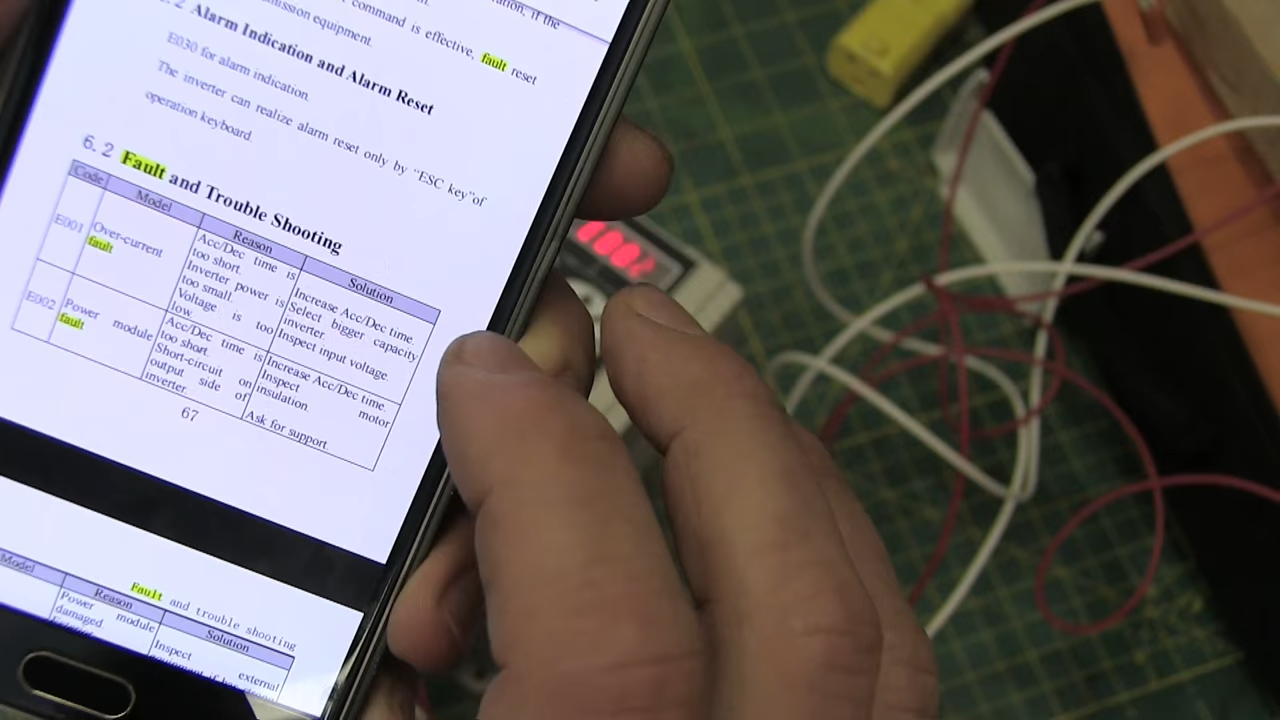 ation, if the
command is effective, fault reset
mission equipment.
2 Alarm Indication and Alarm Reset
E030 for alarm indication.
The inverter can realize alarm reset only by "ESC key"of
operation keyboard.
6. 2 Fault and Trouble Shooting
Code Model Reason Solution
E001 Over-current fault
Acc/Dec time is too short.
Inverter power is too small.
Voltage is too low.
Increase Acc/Dec time.
Select bigger capacity inverter.
Inspect input voltage.
E002 Power module fault
Acc/Dec time is too short.
Short-circuit on output side of inverter.
Increase Acc/Dec time.
Inspect motor insulation.
Ask for support.
67
Fault and trouble shooting
Model Reason Solution
Power module damaged
Inspect external